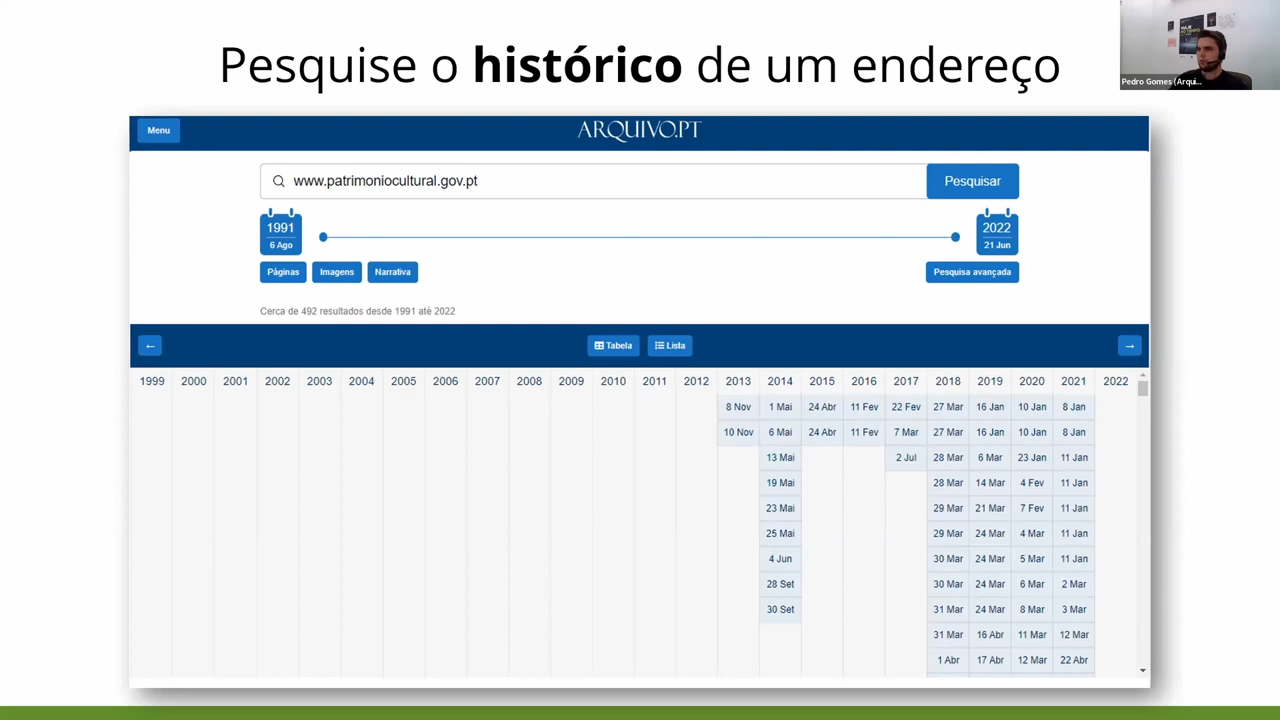 Pesquise o histórico de um endereço
Pedro Gomes (Arqui...
Menu
ARQUIVO.PT
www.patrimoniocultural.gov.pt
Pesquisar
1991
6 Ago
2022
21 Jun
Páginas Imagens Narrativa
Pesquisa avançada
Cerca de 492 resultados desde 1991 até 2022
← Tabela Lista →
1999 2000 2001 2002 2003 2004 2005 2006 2007 2008 2009 2010 2011 2012 2013 2014 2015 2016 2017 2018 2019 2020 2021 2022
8 Nov 1 Mai 24 Abr 11 Fev 22 Fev 27 Mar 16 Jan 10 Jan 8 Jan
10 Nov 6 Mai 24 Abr 11 Fev 7 Mar 27 Mar 16 Jan 10 Jan 8 Jan
13 Mai 2 Jul 28 Mar 6 Mar 23 Jan 11 Jan
19 Mai 28 Mar 14 Mar 4 Fev 11 Jan
23 Mai 29 Mar 21 Mar 7 Fev 11 Jan
25 Mai 29 Mar 24 Mar 4 Mar 11 Jan
4 Jun 30 Mar 24 Mar 5 Mar 11 Jan
28 Set 30 Mar 24 Mar 6 Mar 2 Mar
30 Set 31 Mar 24 Mar 8 Mar 3 Mar
31 Mar 16 Abr 11 Mar 12 Mar
1 Abr 17 Abr 12 Mar 22 Abr